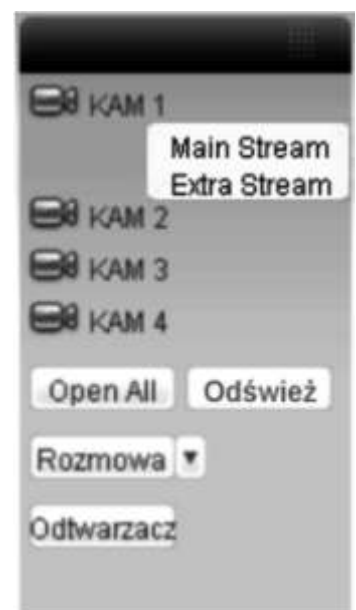 KAM 1
Main Stream
Extra Stream
KAM 2
KAM 3
KAM 4
Open All Odśwież
Rozmowa
Odtwarzacz